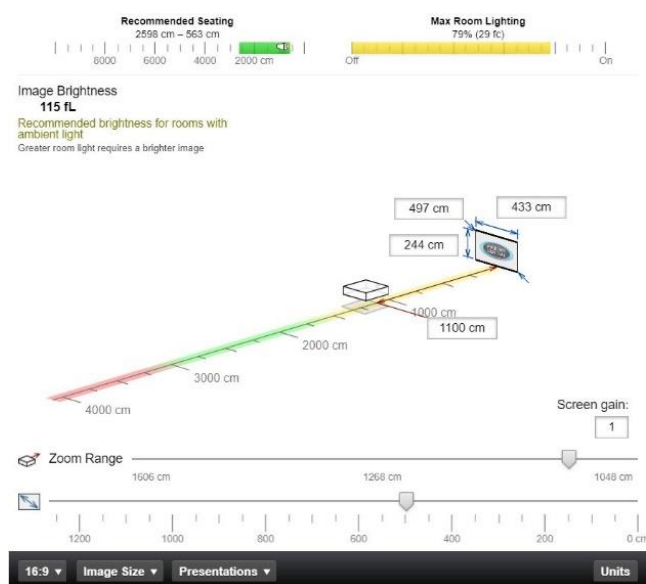 Recommended Seating
2598 cm – 563 cm
8000 6000 4000 2000 cm
Max Room Lighting
79% (29 fc)
Off On
Image Brightness
115 fL
Recommended brightness for rooms with
ambient light
Greater room light requires a brighter image
497 cm 433 cm
244 cm
1000 cm
1100 cm
2000 cm
3000 cm
4000 cm
Screen gain:
1
Zoom Range
1606 cm 1268 cm 1048 cm
1200 1000 800 600 400 200 0 cm
16:9 ▼ Image Size ▼ Presentations ▼ Units